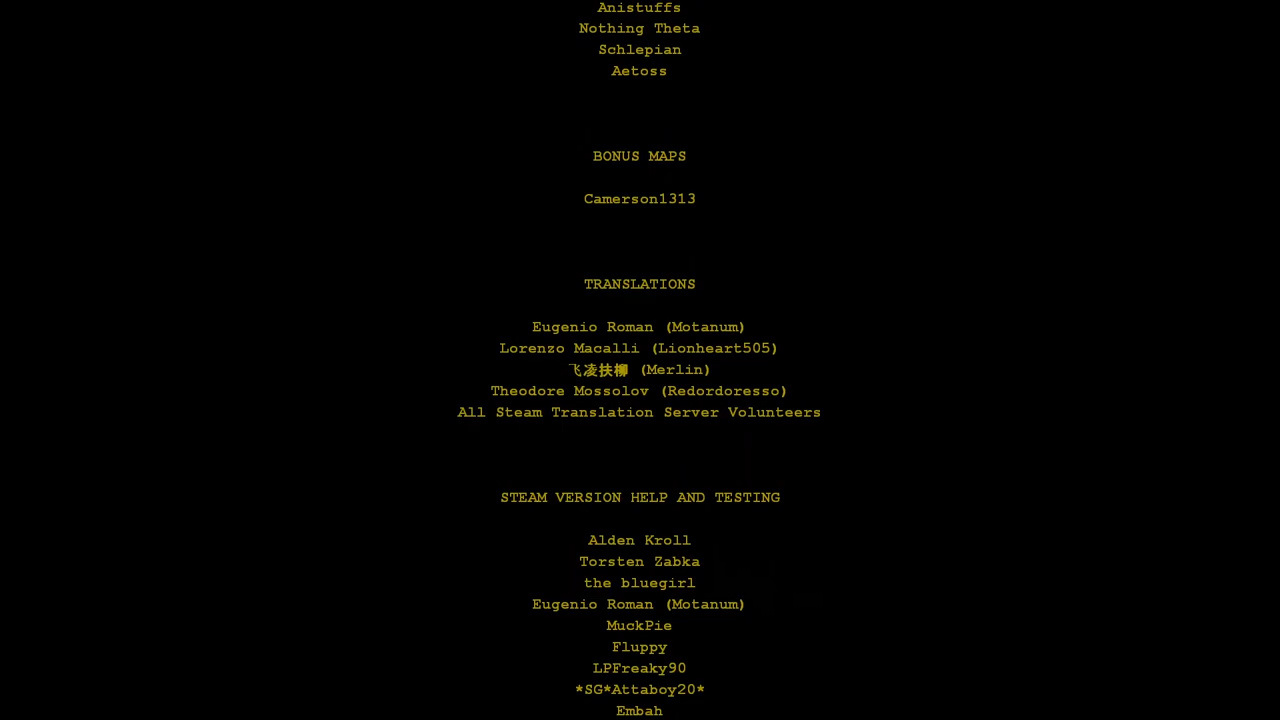 Anistuffs
Nothing Theta
Schlepian
Aetoss
BONUS MAPS
Camerson1313
TRANSLATIONS
Eugenio Roman (Motanum)
Lorenzo Macalli (Lionheart505)
飞凌扶柳 (Merlin)
Theodore Mossolov (Redordoresso)
All Steam Translation Server Volunteers
STEAM VERSION HELP AND TESTING
Alden Kroll
Torsten Zabka
the bluegirl
Eugenio Roman (Motanum)
MuckPie
Fluppy
LPFreaky90
*SG*Attaboy20*
Embah